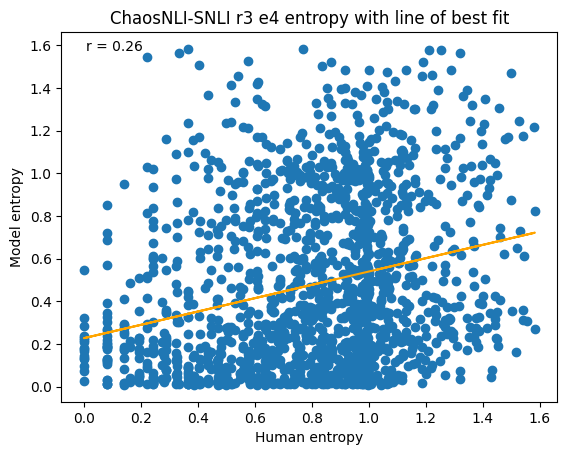 ChaosNLI-SNLI r3 e4 entropy with line of best fit
r = 0.26
Model entropy
1.6
1.4
1.2
1.0
0.8
0.6
0.4
0.2
0.0
0.0 0.2 0.4 0.6 0.8 1.0 1.2 1.4 1.6
Human entropy